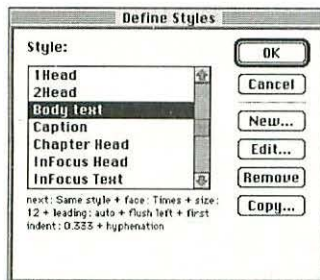 Define Styles
Style:
1Head
2Head
Body text
Caption
Chapter Head
InFocus Head
InFocus Text
next: Same style + face: Times + size:
12 + leading: auto + flush left + first
indent: 0.333 + hyphenation
OK
Cancel
New...
Edit...
Remove
Copy...